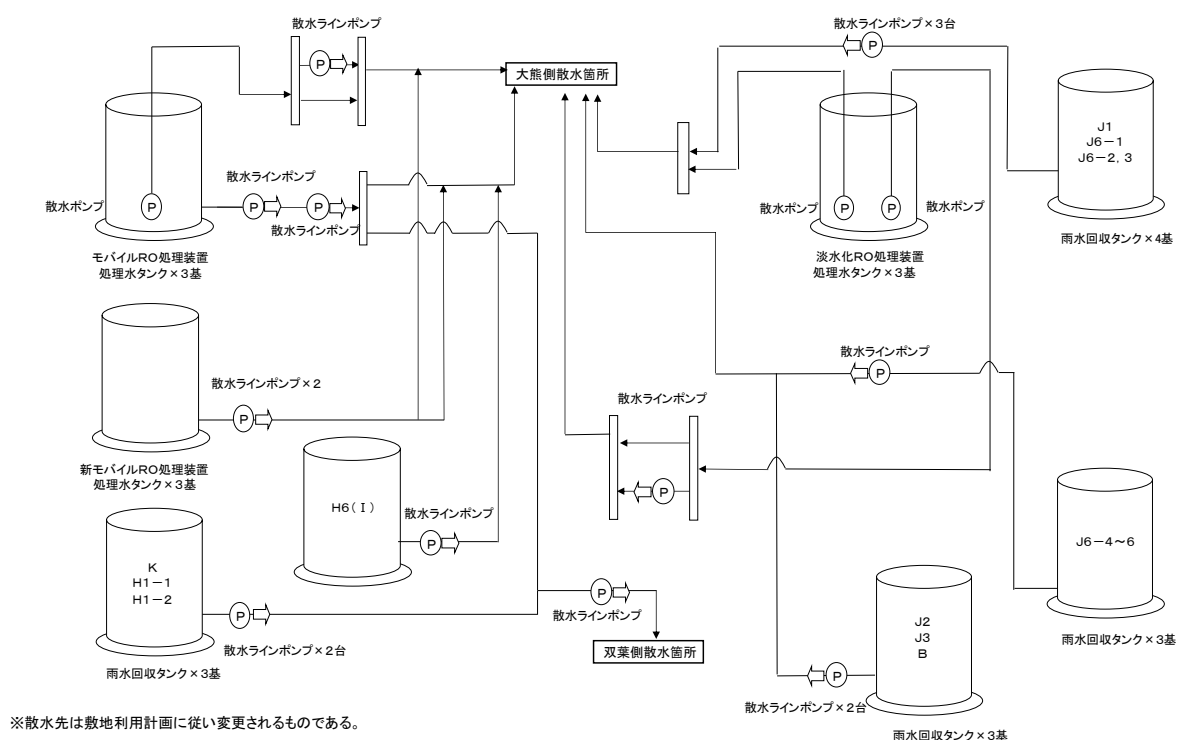 散水ラインポンプ
散水ラインポンプ×3台
大熊側散水箇所
P
P
J1
J6-1
J6-2,3
散水ラインポンプ
散水ポンプ
P
P
P
散水ラインポンプ
散水ポンプ
P
P
散水ポンプ
雨水回収タンク×4基
モバイルRO処理装置
処理水タンク×3基
淡水化RO処理装置
処理水タンク×3基
散水ラインポンプ
P
散水ラインポンプ×2
P
散水ラインポンプ
新モバイルRO処理装置
処理水タンク×3基
P
H6(Ⅰ)
散水ラインポンプ
P
J6-4~6
K
H1-1
H1-2
P
散水ラインポンプ×2台
P
散水ラインポンプ
双葉側散水箇所
雨水回収タンク×3基
J2
J3
B
P
散水ラインポンプ×2台
雨水回収タンク×3基
雨水回収タンク×3基
※散水先は敷地利用計画に従い変更されるものである。